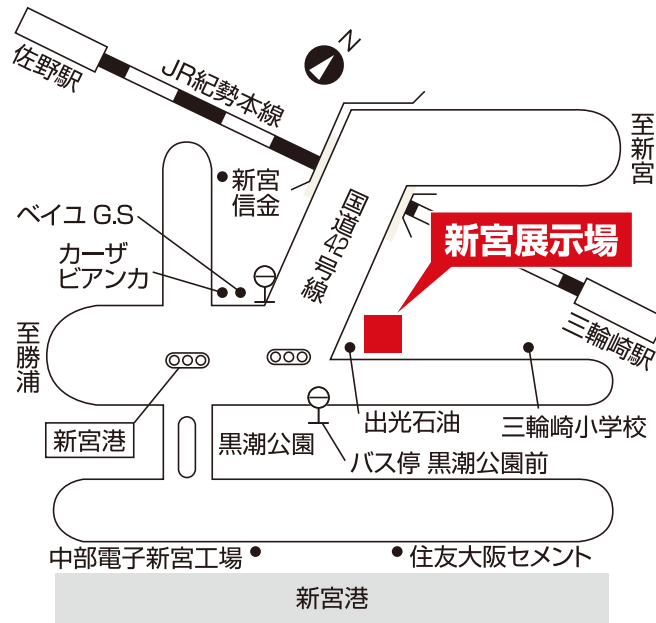 N
佐野駅
JR紀勢本線
至新宮
新宮
信金
国道42号線
ベイユ G.S
カーザ
ビアンカ
新宮展示場
三輪崎駅
至勝浦
新宮港
黒潮公園
出光石油
三輪崎小学校
バス停 黒潮公園前
中部電子新宮工場
住友大阪セメント
新宮港